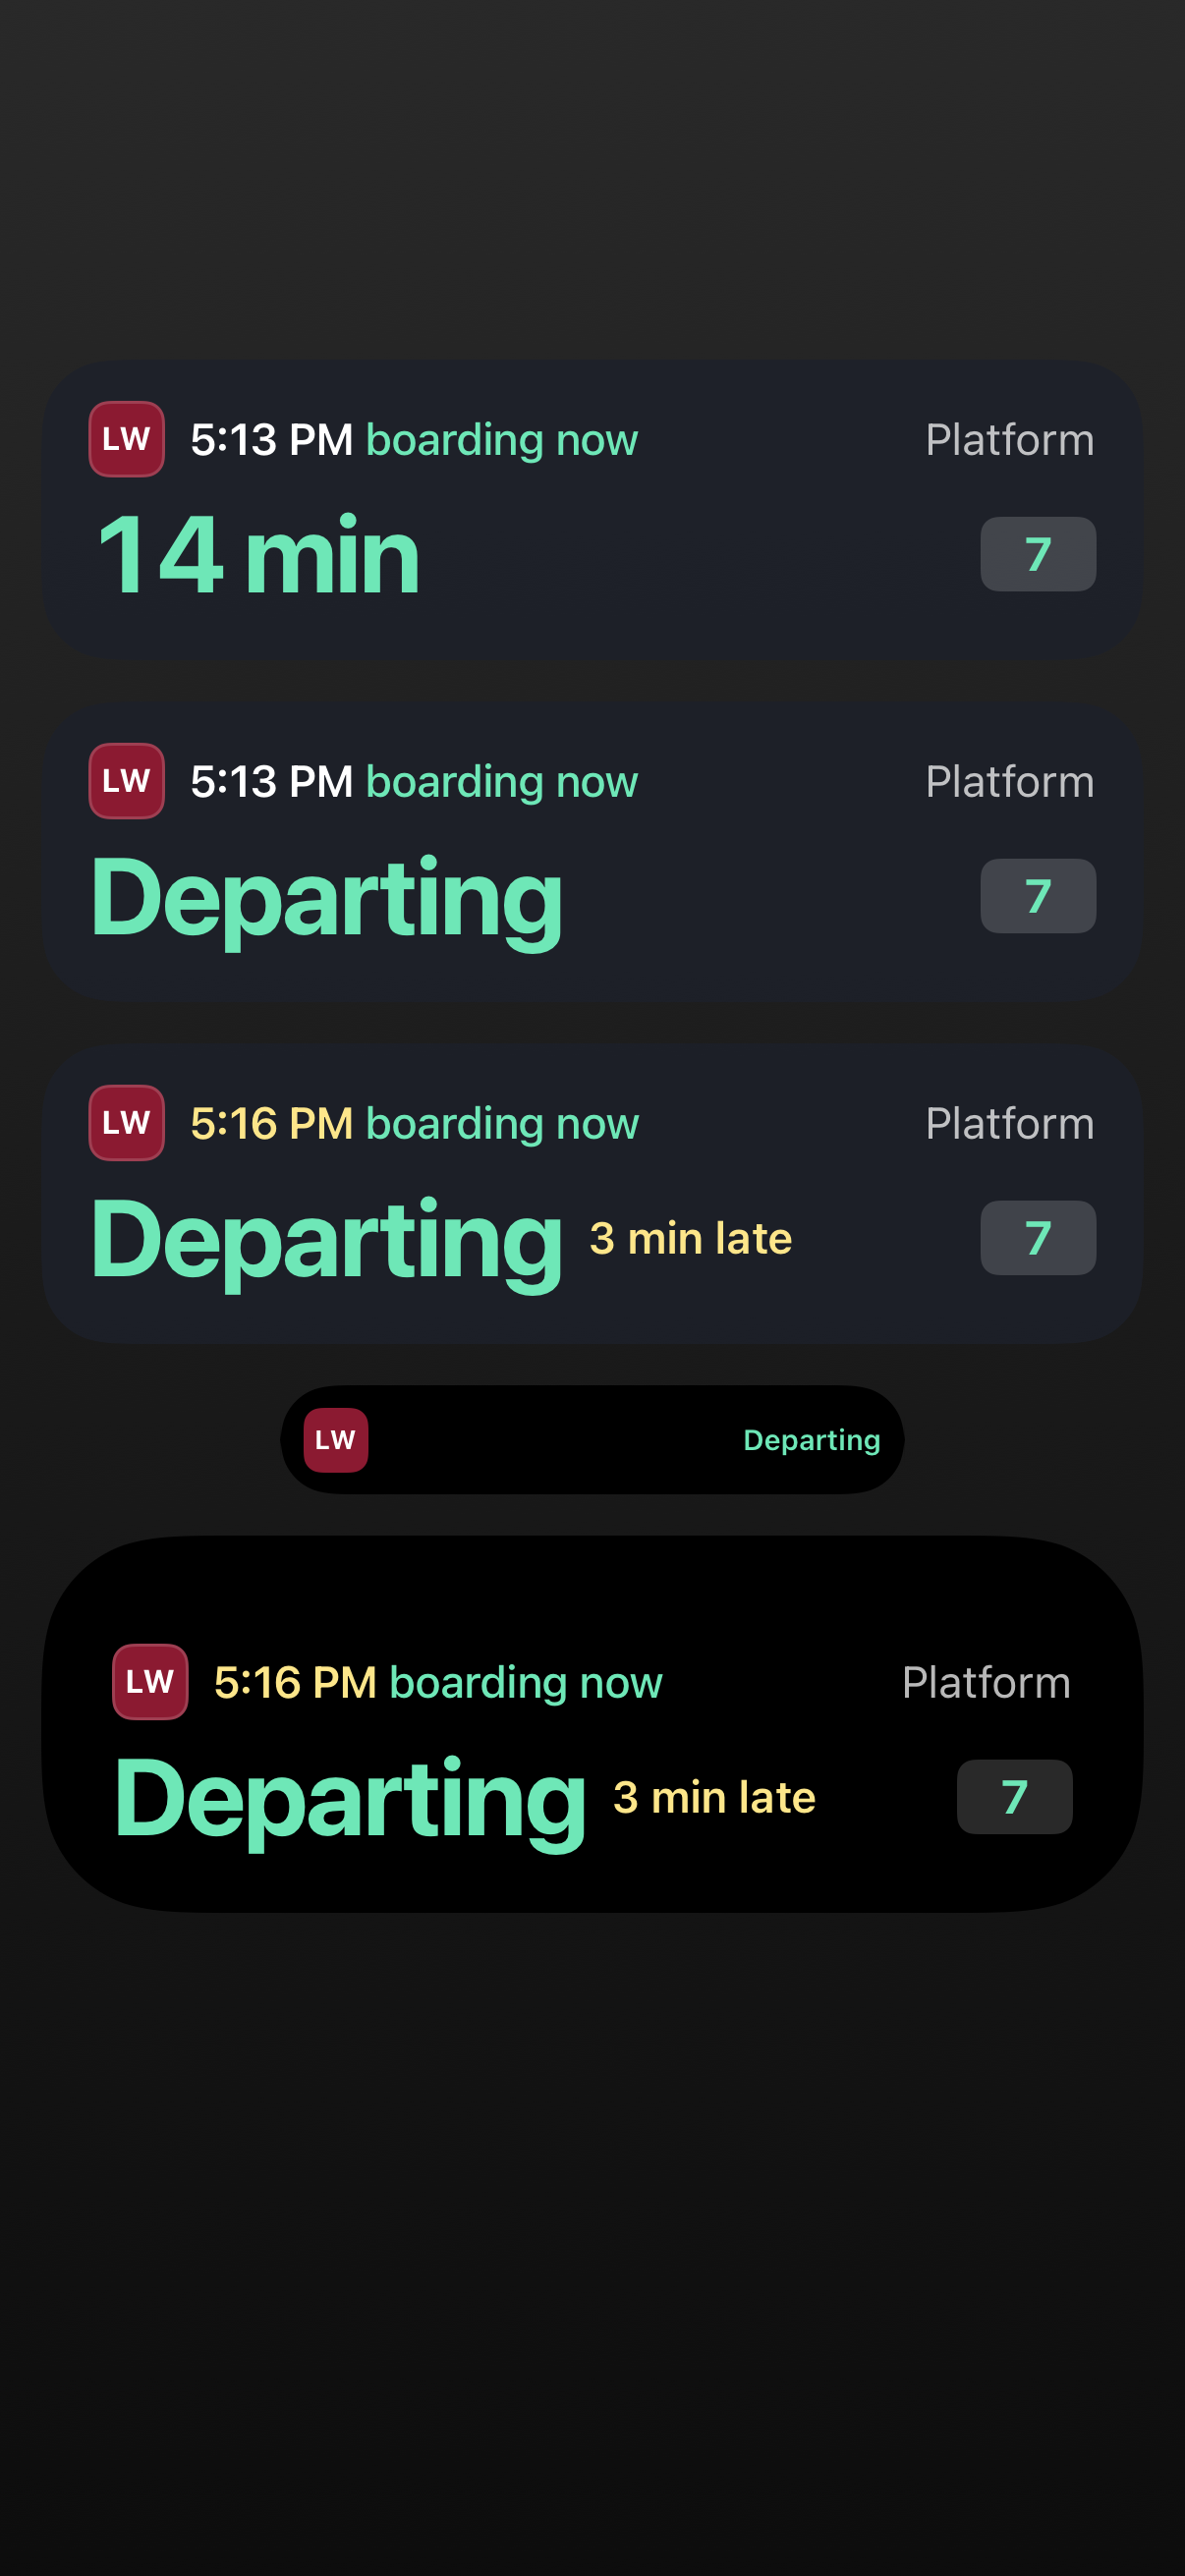 LW 5:13 PM boarding now Platform
14 min 7
LW 5:13 PM boarding now Platform
Departing 7
LW 5:16 PM boarding now Platform
Departing 3 min late 7
LW Departing
LW 5:16 PM boarding now Platform
Departing 3 min late 7